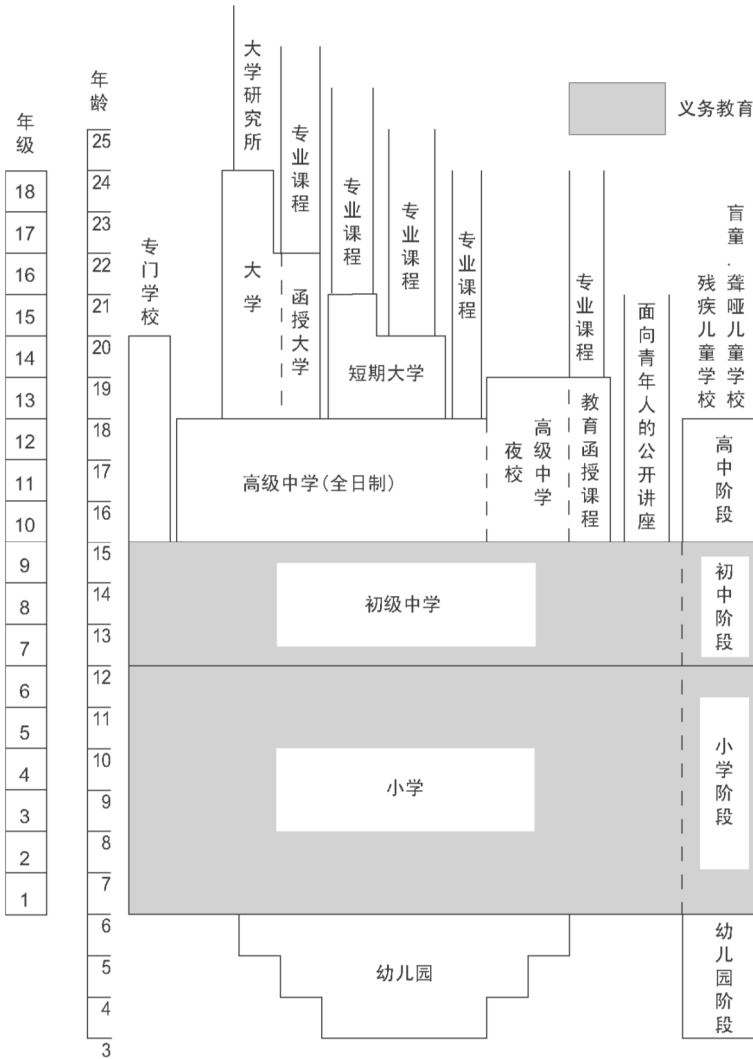 年级
18
17
16
15
14
13
12
11
10
9
8
7
6
5
4
3
2
1
年龄
25
24
23
22
21
20
19
18
17
16
15
14
13
12
11
10
9
8
7
6
5
4
3
专门学校
大学研究所
大学
专业课程
函授大学
专业课程
专业课程
短期大学
专业课程
高级中学(全日制)
高级中学
夜校
专业课程
教育函授课程
面向青年人的公开讲座
义务教育
盲童.聋哑儿童学校
残疾儿童学校
高中阶段
初级中学
初中阶段
小学
小学阶段
幼儿园
幼儿园阶段